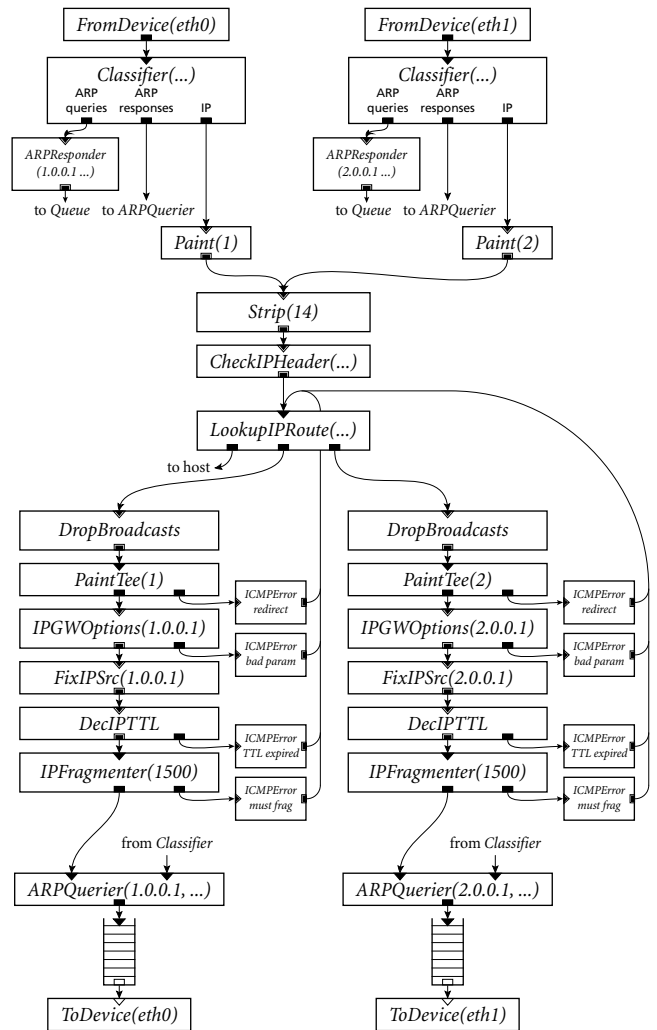 FromDevice(eth0)
FromDevice(eth1)
Classifier(...)
ARP queries
ARP responses
IP
Classifier(...)
ARP queries
ARP responses
IP
ARPResponder
(1.0.0.1 ...)
ARPResponder
(2.0.0.1 ...)
to Queue
to ARPQuerier
to Queue
to ARPQuerier
Paint(1)
Paint(2)
Strip(14)
CheckIPHeader(...)
LookupIPRoute(...)
to host
DropBroadcasts
DropBroadcasts
PaintTee(1)
ICMPError
redirect
PaintTee(2)
ICMPError
redirect
IPGWOptions(1.0.0.1)
ICMPError
bad param
IPGWOptions(2.0.0.1)
ICMPError
bad param
FixIPSrc(1.0.0.1)
FixIPSrc(2.0.0.1)
DecIPTTL
ICMPError
TTL expired
DecIPTTL
ICMPError
TTL expired
IPFragmenter(1500)
ICMPError
must frag
IPFragmenter(1500)
ICMPError
must frag
from Classifier
from Classifier
ARPQuerier(1.0.0.1, ...)
ARPQuerier(2.0.0.1, ...)
ToDevice(eth0)
ToDevice(eth1)